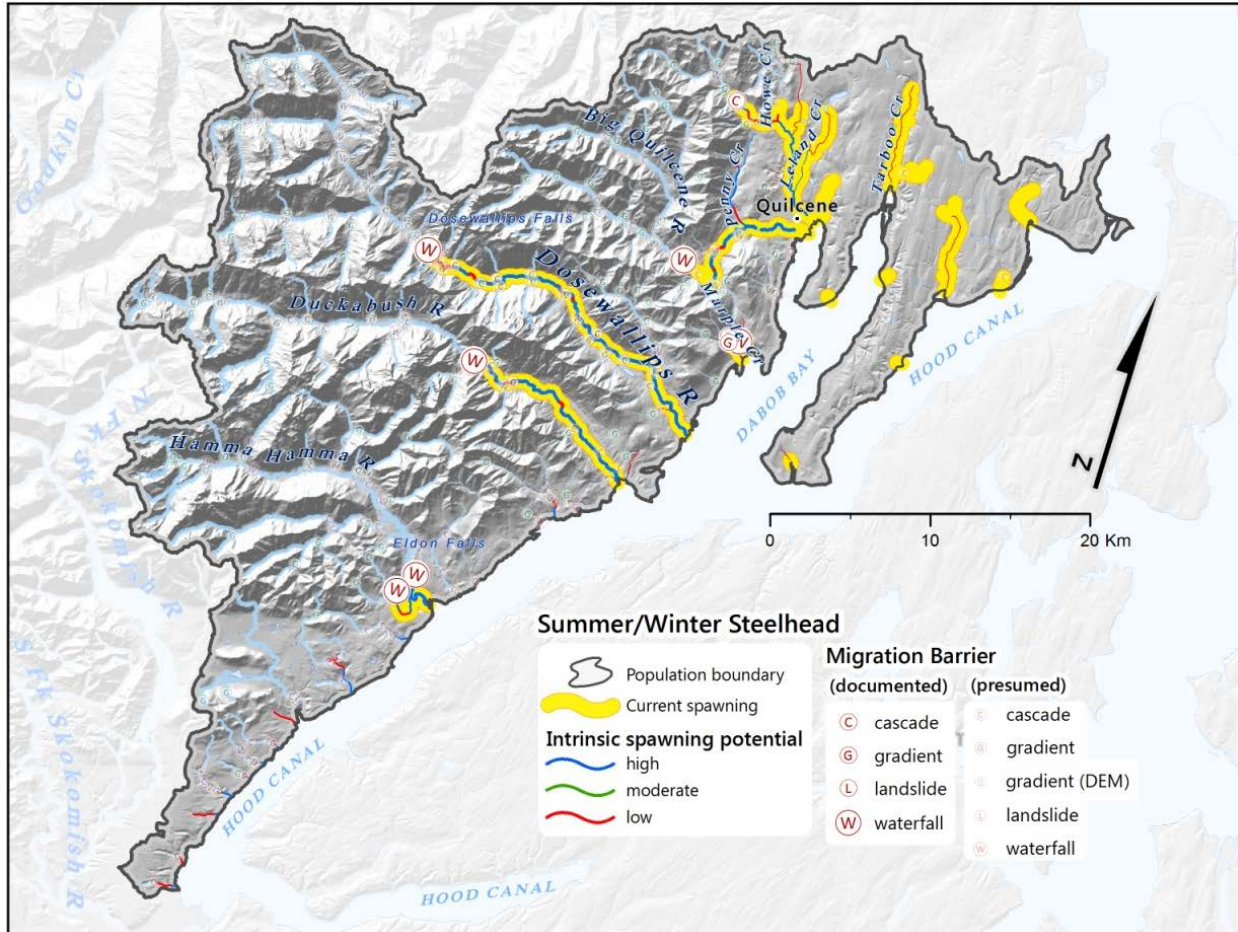 Godkin Cr
N Fk Skokomish R
S Fk Skokomish R
Big Quilcene R
Penny Cr
Howe Cr
Leland Cr
Tarboo Cr
Quilcene
Dosewallips Falls
Dosewallips R
Duckabush R
Marple Cr
Hamma Hamma R
Eldon Falls
DABOB BAY
HOOD CANAL
HOOD CANAL
HOOD CANAL
C
W
W
W
G
W
W
W
N
0 10 20 Km
Summer/Winter Steelhead
Population boundary
Current spawning
Intrinsic spawning potential
high
moderate
low
Migration Barrier
(documented)
C cascade
G gradient
L landslide
W waterfall
(presumed)
C cascade
G gradient
G gradient (DEM)
L landslide
W waterfall